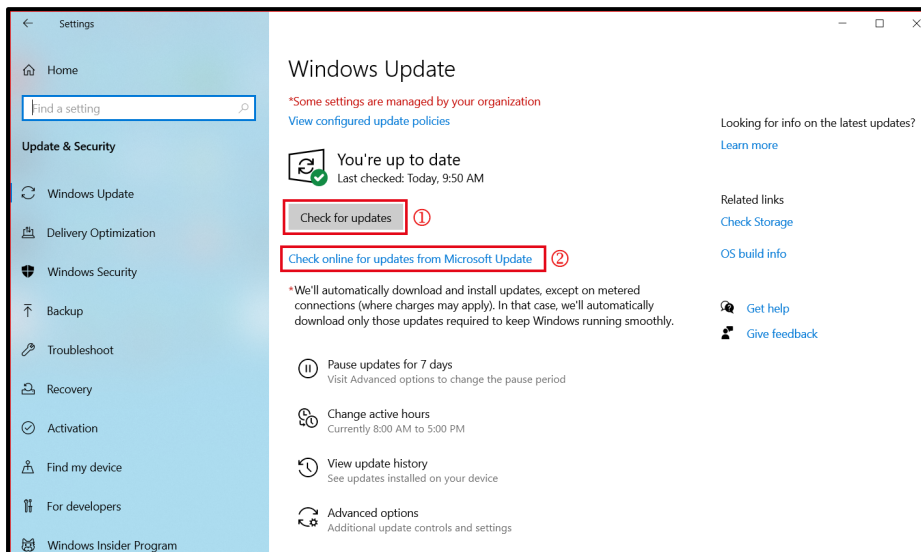 Settings
Home
Find a setting
Update & Security
Windows Update
Delivery Optimization
Windows Security
Backup
Troubleshoot
Recovery
Activation
Find my device
For developers
Windows Insider Program
Windows Update
*Some settings are managed by your organization
View configured update policies
You're up to date
Last checked: Today, 9:50 AM
Check for updates ①
Check online for updates from Microsoft Update ②
*We'll automatically download and install updates, except on metered
connections (where charges may apply). In that case, we'll automatically
download only those updates required to keep Windows running smoothly.
Pause updates for 7 days
Visit Advanced options to change the pause period
Change active hours
Currently 8:00 AM to 5:00 PM
View update history
See updates installed on your device
Advanced options
Additional update controls and settings
Looking for info on the latest updates?
Learn more
Related links
Check Storage
OS build info
Get help
Give feedback